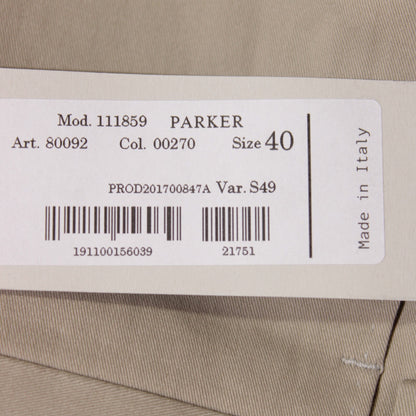 Mod. 111859 PARKER
Art. 80092 Col. 00270 Size 40
PROD201700847A Var. S49
191100156039 21751
Made in Italy